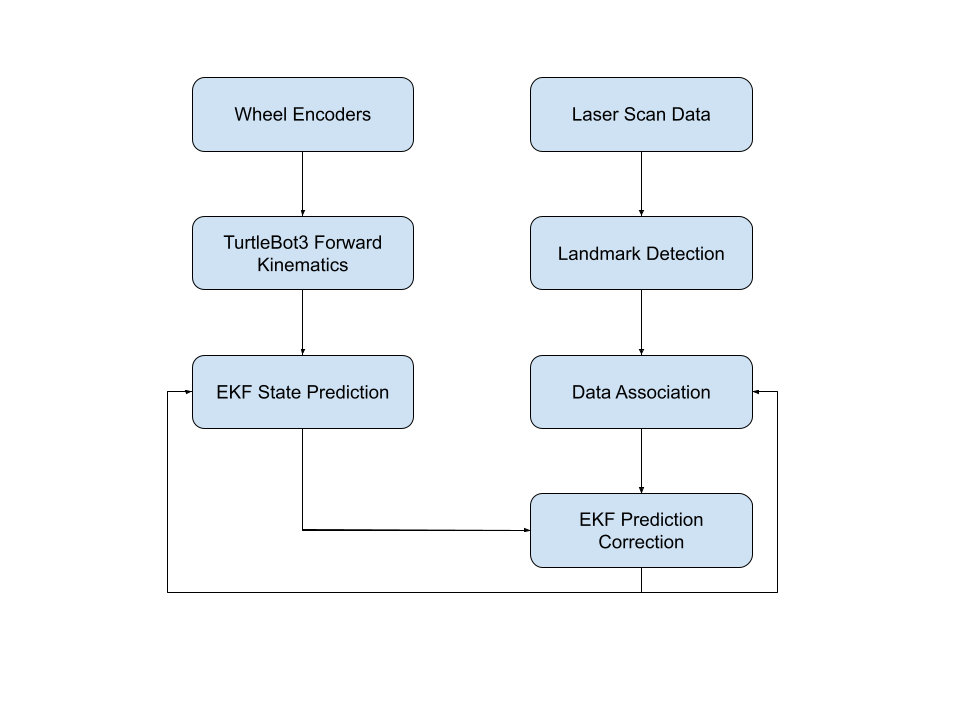 Wheel Encoders
Laser Scan Data
TurtleBot3 Forward
Kinematics
Landmark Detection
EKF State Prediction
Data Association
EKF Prediction
Correction